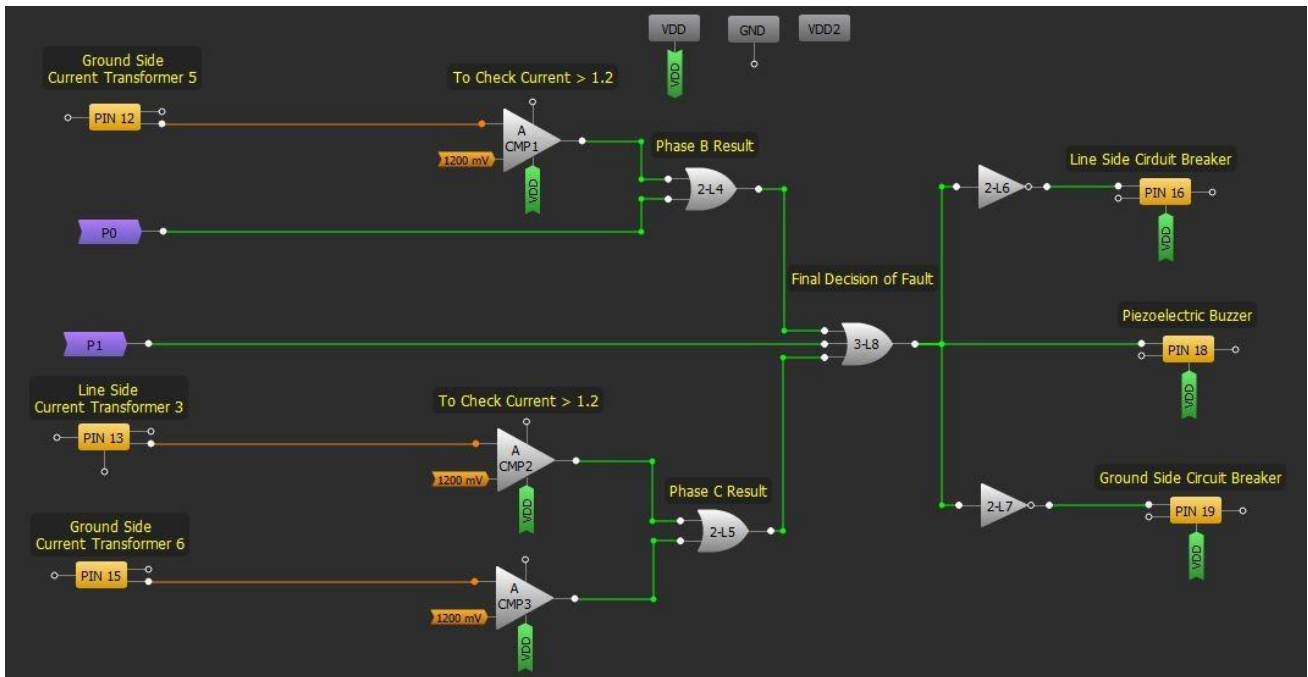 VDD
GND
VDD2
VDD
Ground Side
Current Transformer 5
PIN 12
To Check Current > 1.2
A
CMP1
1200 mV
VDD
Phase B Result
2-L4
P0
Line Side Cirduit Breaker
2-L6
PIN 16
VDD
Final Decision of Fault
P1
3-L8
Piezoelectric Buzzer
PIN 18
VDD
Line Side
Current Transformer 3
PIN 13
To Check Current > 1.2
A
CMP2
1200 mV
VDD
Phase C Result
2-L5
Ground Side Circuit Breaker
2-L7
PIN 19
VDD
Ground Side
Current Transformer 6
PIN 15
A
CMP3
1200 mV
VDD